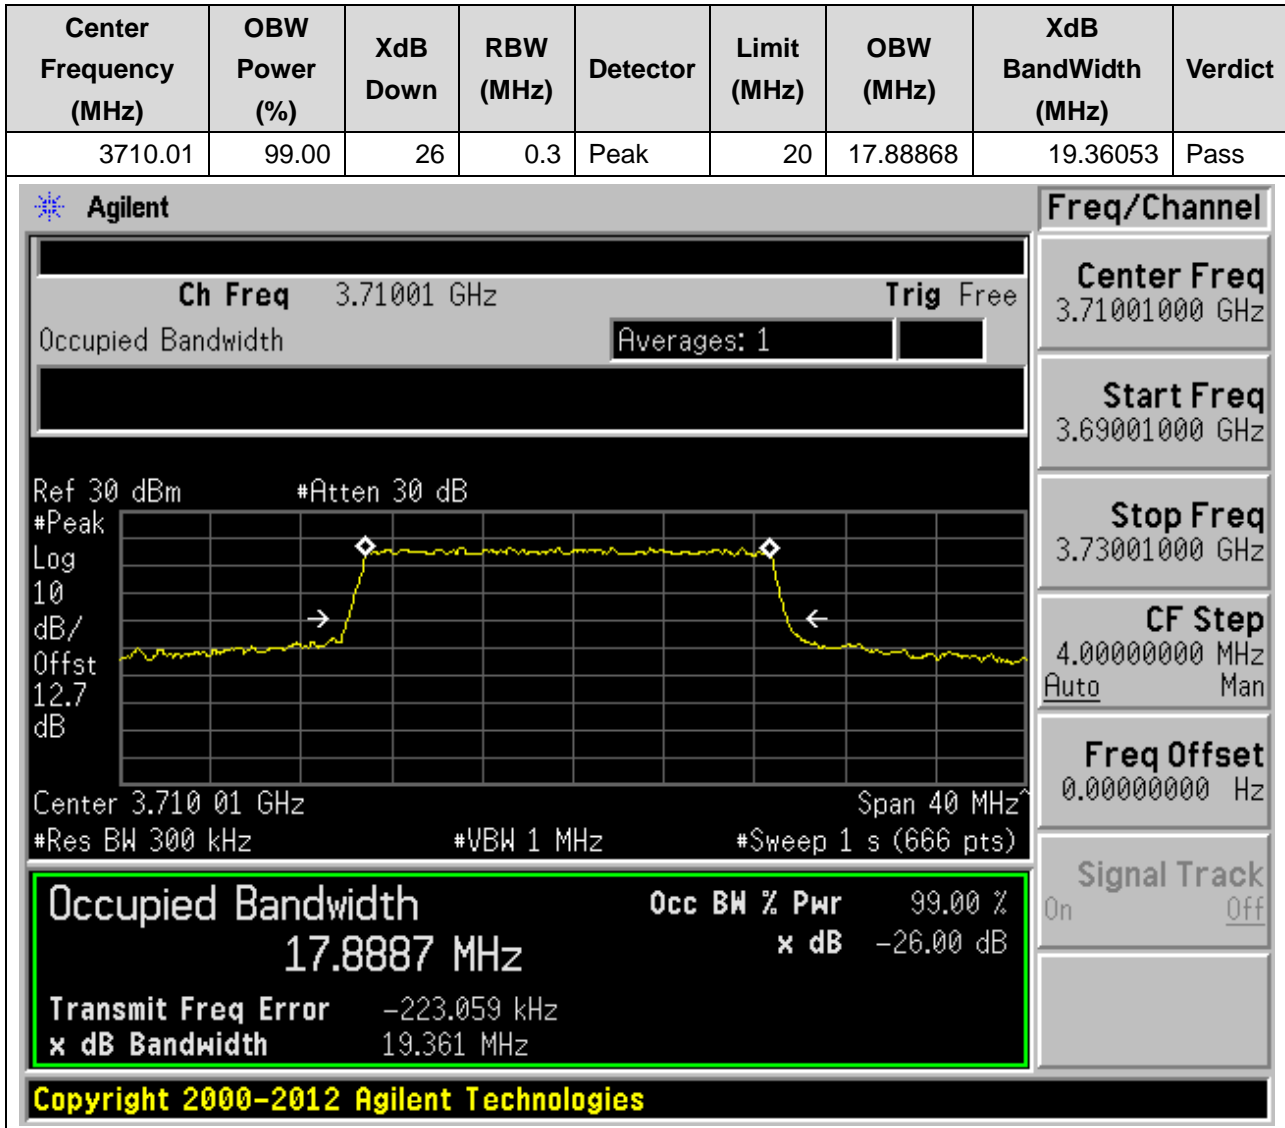 Center Frequency (MHz) OBW Power (%) XdB Down RBW (MHz) Detector Limit (MHz) OBW (MHz) XdB BandWidth (MHz) Verdict
3710.01 99.00 26 0.3 Peak 20 17.88868 19.36053 Pass
Agilent
Freq/Channel
Ch Freq 3.71001 GHz Trig Free
Occupied Bandwidth Averages: 1
Center Freq
3.71001000 GHz
Start Freq
3.69001000 GHz
Stop Freq
3.73001000 GHz
CF Step
4.00000000 MHz
Auto Man
Freq Offset
0.00000000 Hz
Signal Track
On Off
Ref 30 dBm #Atten 30 dB
#Peak
Log
10
dB/
Offst
12.7
dB
Center 3.710 01 GHz Span 40 MHz^
#Res BW 300 kHz #VBW 1 MHz #Sweep 1 s (666 pts)
Occupied Bandwidth
17.8887 MHz
Occ BW % Pwr 99.00 %
x dB -26.00 dB
Transmit Freq Error -223.059 kHz
x dB Bandwidth 19.361 MHz
Copyright 2000-2012 Agilent Technologies